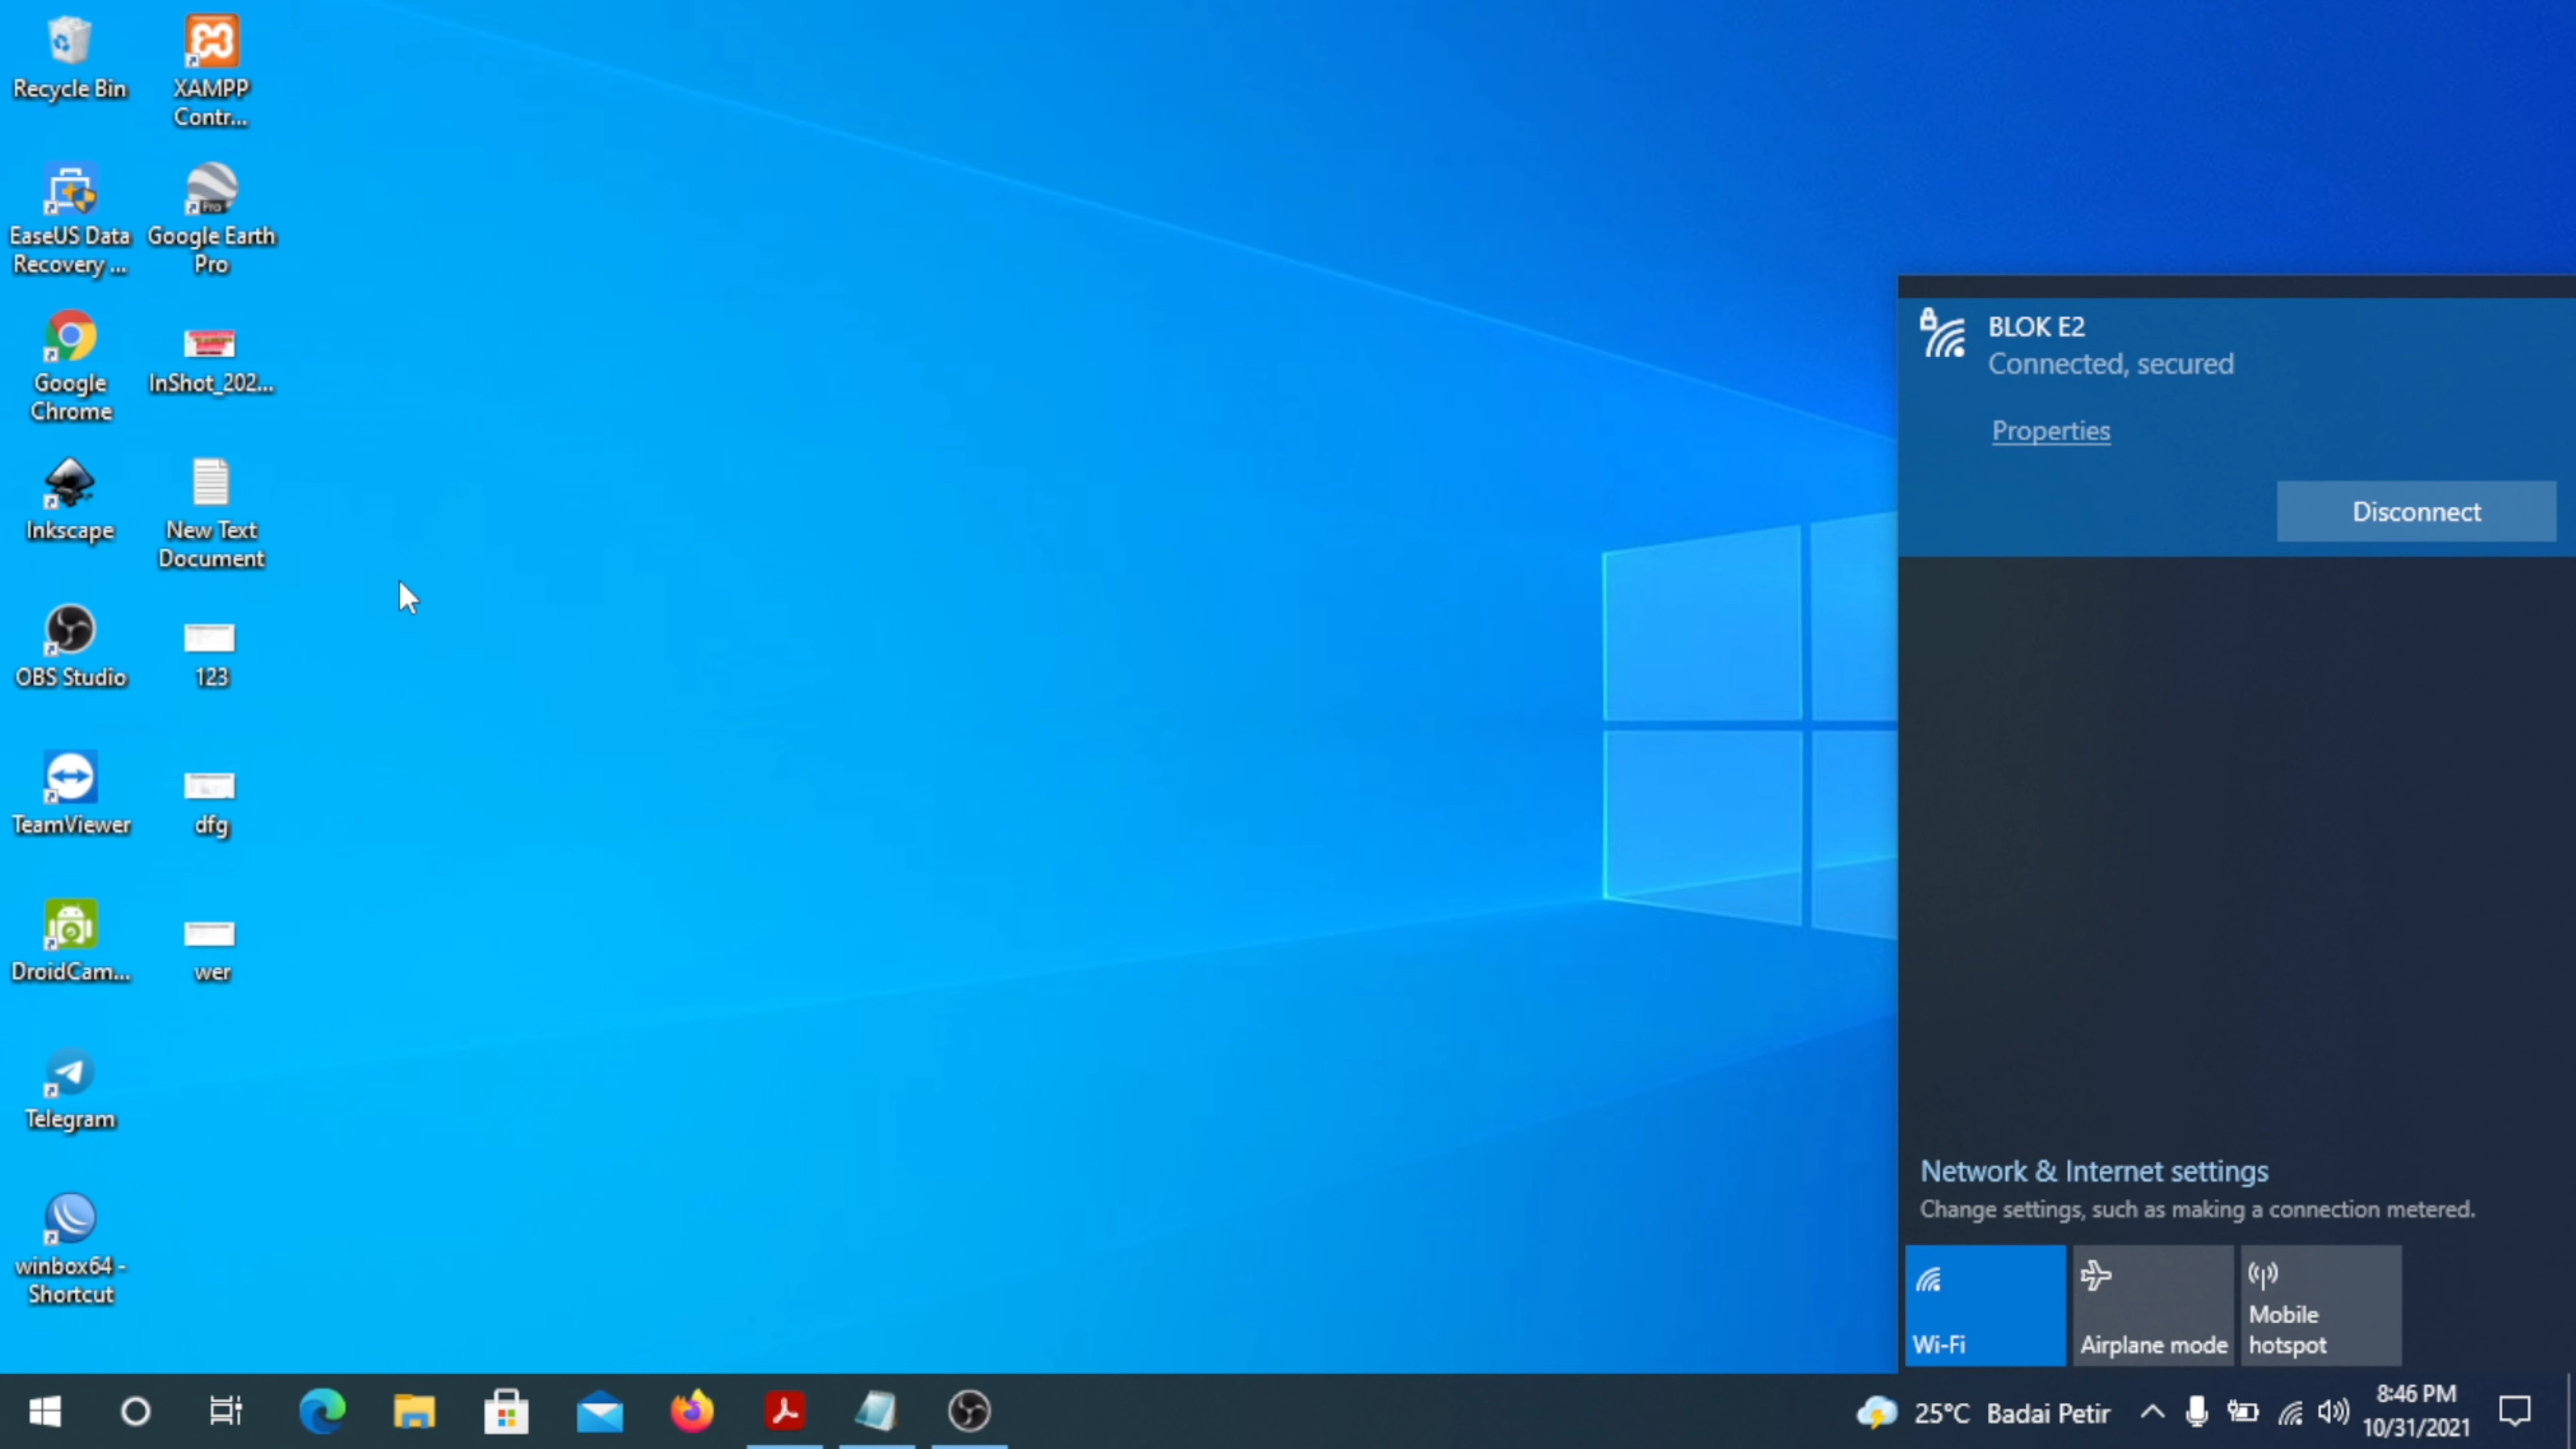 Recycle Bin
XAMPP
Contr...
EaseUS Data
Recovery ...
Google Earth
Pro
Pro
Google
Chrome
InShot_202...
Inkscape
New Text
Document
OBS Studio
123
TeamViewer
dfg
DroidCam...
wer
Telegram
winbox64 -
Shortcut
BLOK E2
Connected, secured
Properties
Disconnect
Network & Internet settings
Change settings, such as making a connection metered.
Wi-Fi
Airplane mode
Mobile
hotspot
25°C Badai Petir
8:46 PM
10/31/2021